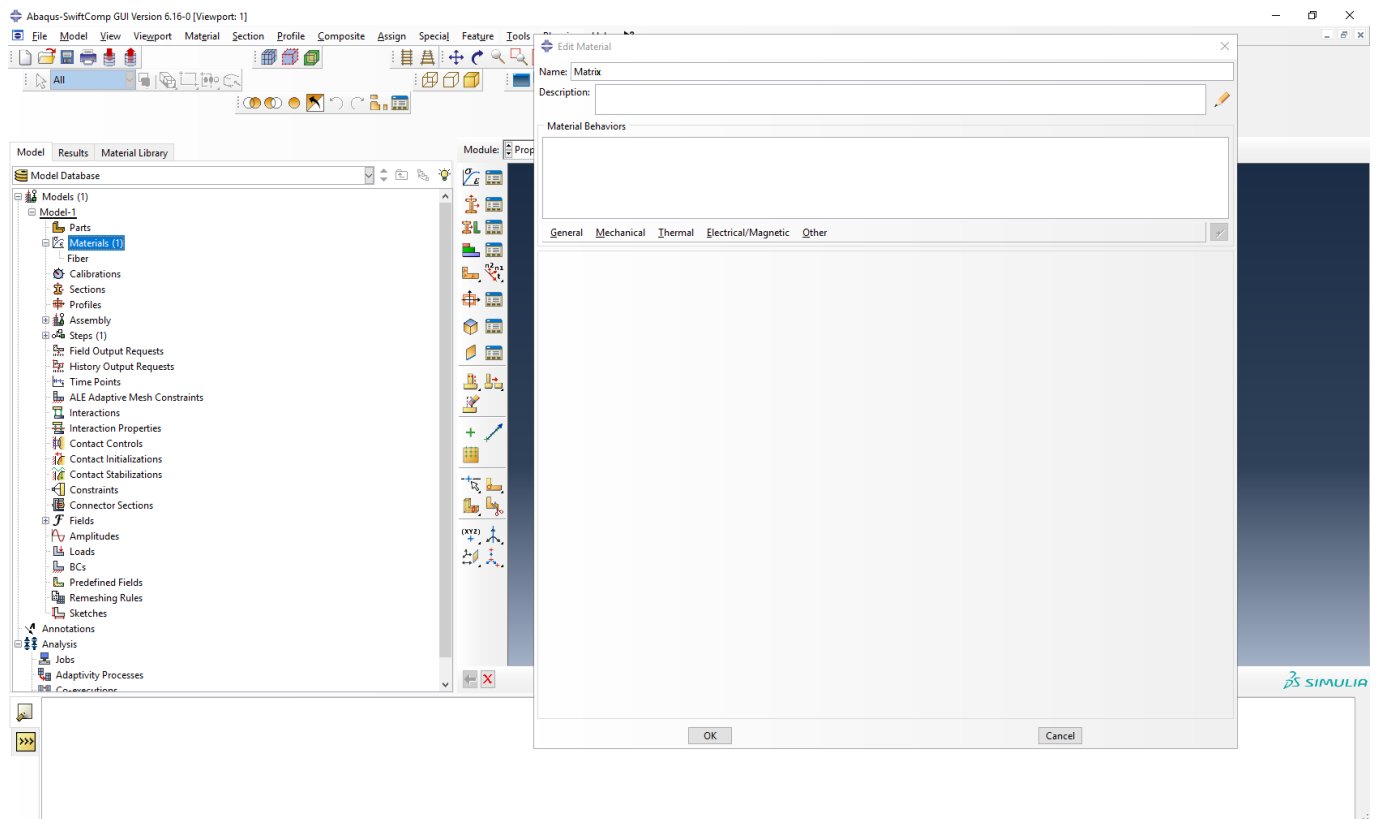 Abaqus-SwiftComp GUI Version 6.16-0 [Viewport: 1]
File Model View Viewport Material Section Profile Composite Assign Special Feature Tools
Edit Material
Name: Matrix
All
Description:
Material Behaviors
Model Results Material Library
Module: Prop
Model Database
Models (1)
Model-1
Parts
Materials (1)
General Mechanical Thermal Electrical/Magnetic Other
Fiber
Calibrations
Sections
Profiles
Assembly
Steps (1)
Field Output Requests
History Output Requests
Time Points
ALE Adaptive Mesh Constraints
Interactions
Interaction Properties
Contact Controls
Contact Initializations
Contact Stabilizations
Constraints
Connector Sections
Fields
Amplitudes
(XYZ)
Loads
BCs
Predefined Fields
Remeshing Rules
Sketches
Annotations
Analysis
Jobs
Adaptivity Processes
Co-executions
SIMULIA
OK Cancel
>>>